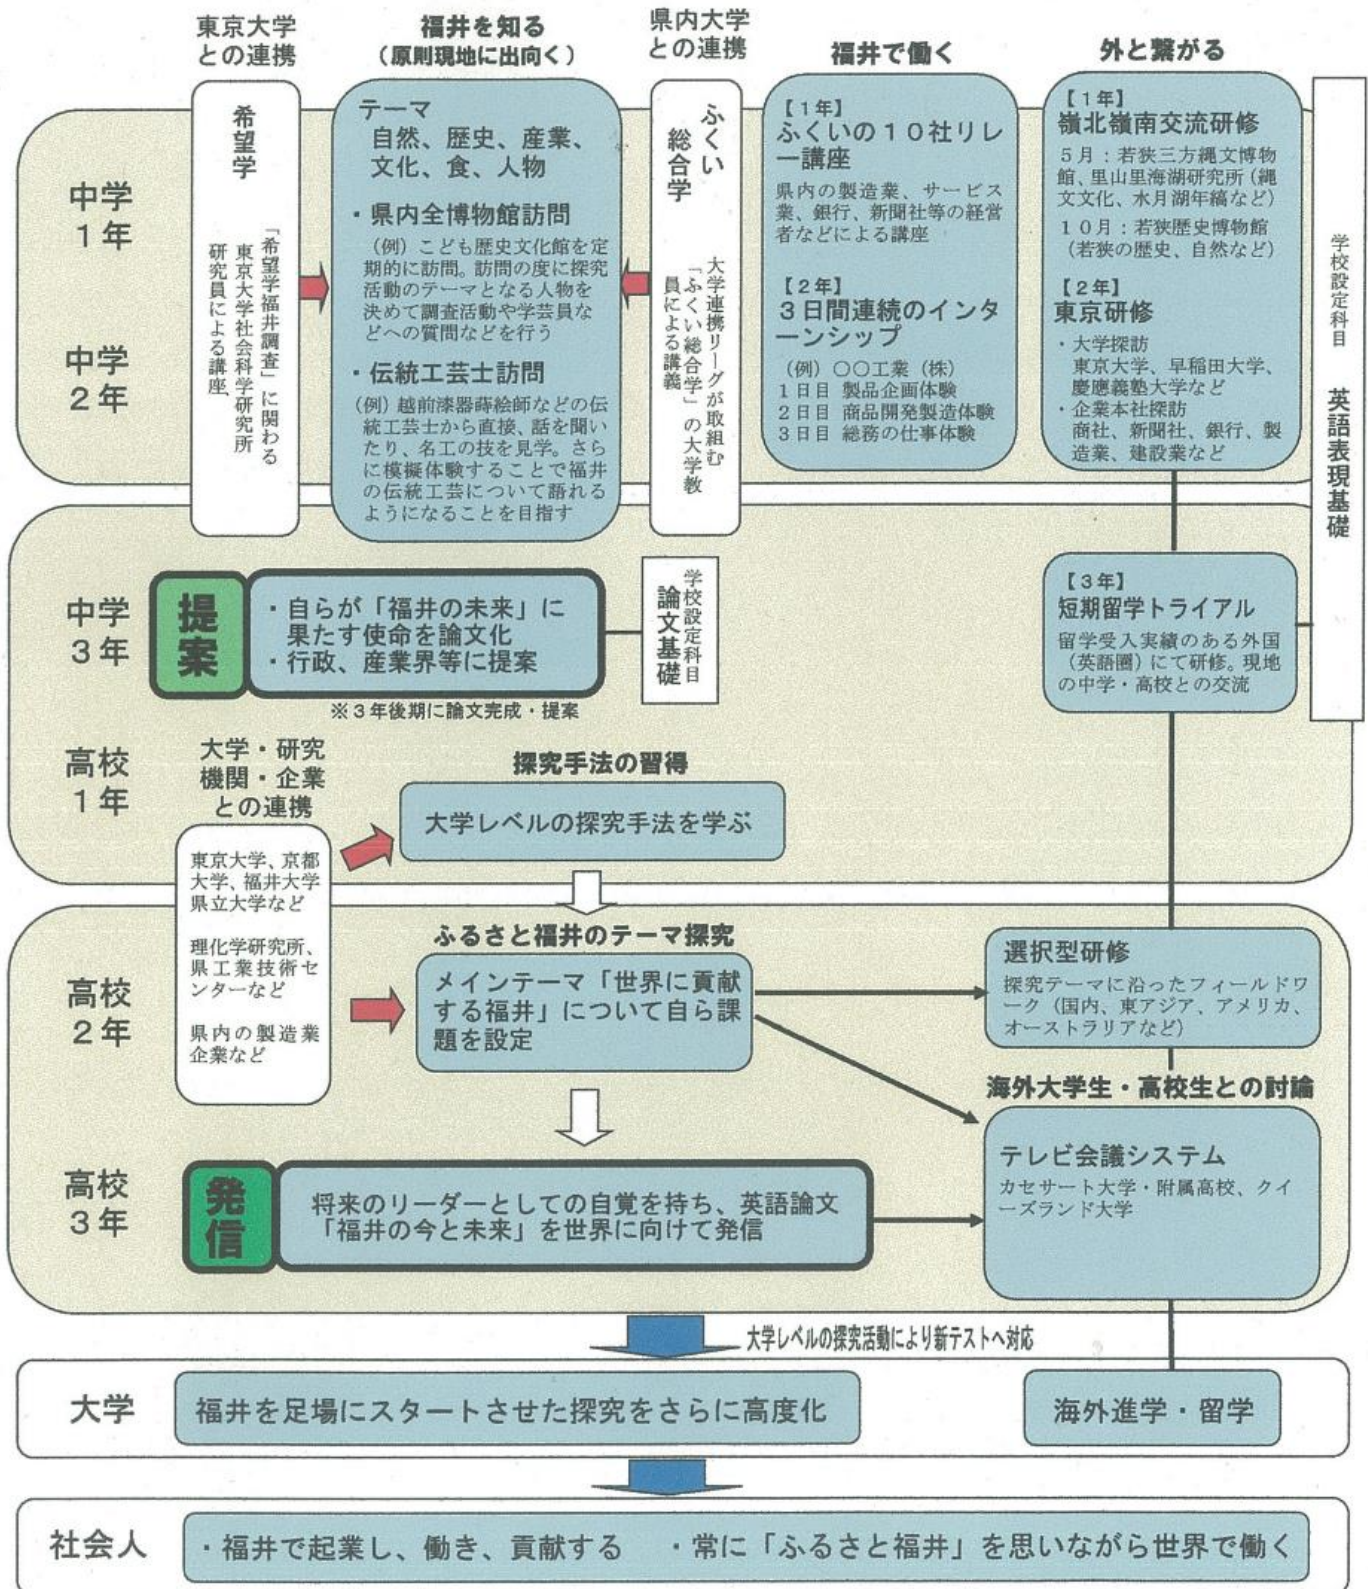 東京大学
との連携
福井を知る
(原則現地に出向く)
県内大学
との連携
福井で働く
外と繋がる
中学
1年
中学
2年
希望学
「希望学福井調査」に関わる
東京大学社会科学研究所
研究員による講座
テーマ
自然、歴史、産業、
文化、食、人物
・県内全博物館訪問
(例)こども歴史文化館を定
期的に訪問。訪問の度に探究
活動のテーマとなる人物を
決めて調査活動や学芸員な
どへの質問などを行う
・伝統工芸士訪問
(例)越前漆器蒔絵師などの伝
統工芸士から直接、話を聞い
たり、名工の技を見学。さら
に模擬体験することで福井
の伝統工芸について語れる
ようになることを目指す
ふくい
総合学
大学連携リーグが取組む
「ふくい総合学」の大学教
員による講義
【1年】
ふくいの10社リレ
ー講座
県内の製造業、サービス
業、銀行、新聞社等の経営
者などによる講座
【2年】
3日間連続のインタ
ーンシップ
(例)〇〇工業(株)
1日目 製品企画体験
2日目 商品開発製造体験
3日目 総務の仕事体験
【1年】
嶺北嶺南交流研修
5月:若狭三方縄文博物
館、里山里海湖研究所(縄
文文化、水月湖年縞など)
10月:若狭歴史博物館
(若狭の歴史、自然など)
【2年】
東京研修
・大学探訪
東京大学、早稲田大学、
慶應義塾大学など
・企業本社探訪
商社、新聞社、銀行、製
造業、建設業など
学校設定科目 英語表現基礎
中学
3年
提案
・自らが「福井の未来」に
果たす使命を論文化
・行政、産業界等に提案
※3年後期に論文完成・提案
学校設定科目
論文基礎
【3年】
短期留学トライアル
留学受入実績のある外国
(英語圏)にて研修。現地
の中学・高校との交流
高校
1年
大学・研究
機関・企業
との連携
探究手法の習得
大学レベルの探究手法を学ぶ
東京大学、京都
大学、福井大学
県立大学など
理化学研究所、
県工業技術セ
ンターなど
県内の製造業
企業など
高校
2年
ふるさと福井のテーマ探究
メインテーマ「世界に貢献
する福井」について自ら課
題を設定
選択型研修
探究テーマに沿ったフィールドワ
ーク(国内、東アジア、アメリカ、
オーストラリアなど)
海外大学生・高校生との討論
テレビ会議システム
カセサート大学・附属高校、クイ
ーズランド大学
高校
3年
発信
将来のリーダーとしての自覚を持ち、英語論文
「福井の今と未来」を世界に向けて発信
大学レベルの探究活動により新テストへ対応
大学
福井を足場にスタートさせた探究をさらに高度化
海外進学・留学
社会人
・福井で起業し、働き、貢献する ・常に「ふるさと福井」を思いながら世界で働く